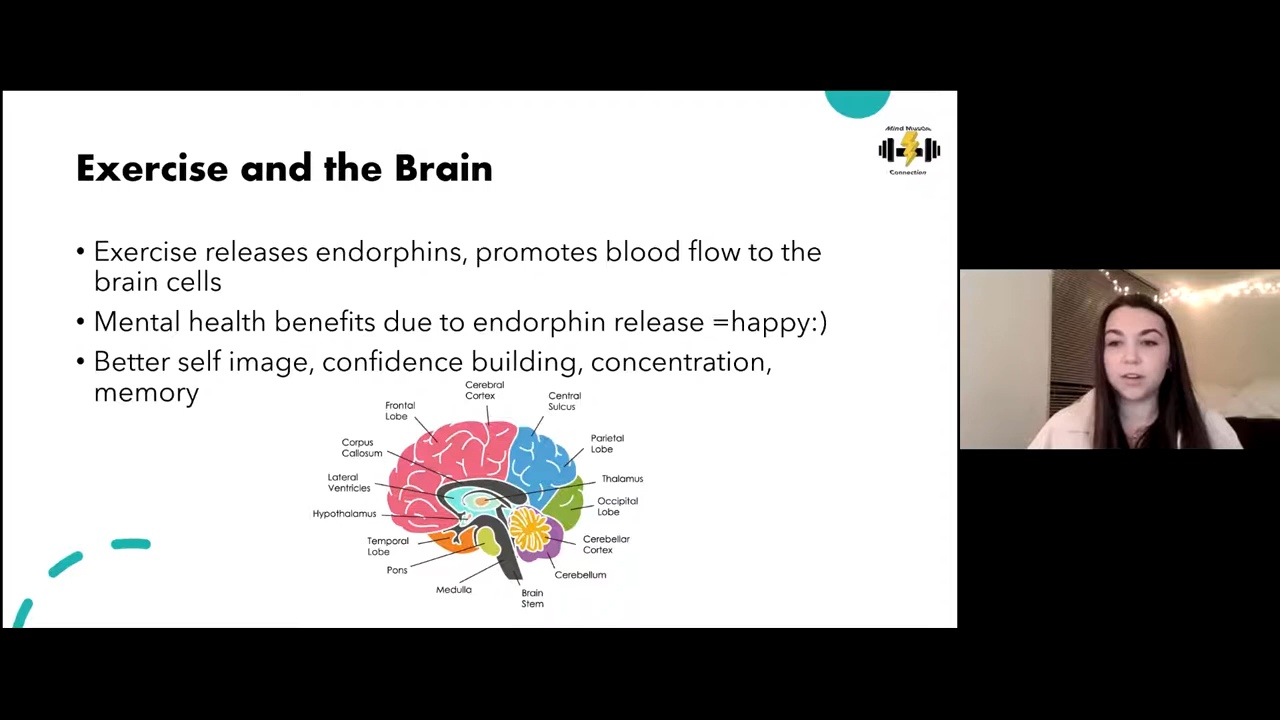 Mind Muscle
Connection
Exercise and the Brain
• Exercise releases endorphins, promotes blood flow to the
brain cells
• Mental health benefits due to endorphin release =happy:)
• Better self image, confidence building, concentration,
memory
Cerebral
Cortex
Central
Sulcus
Frontal
Lobe
Parietal
Lobe
Corpus
Callosum
Thalamus
Lateral
Ventricles
Occipital
Lobe
Hypothalamus
Temporal
Lobe
Cerebellar
Cortex
Pons
Cerebellum
Medulla
Brain
Stem